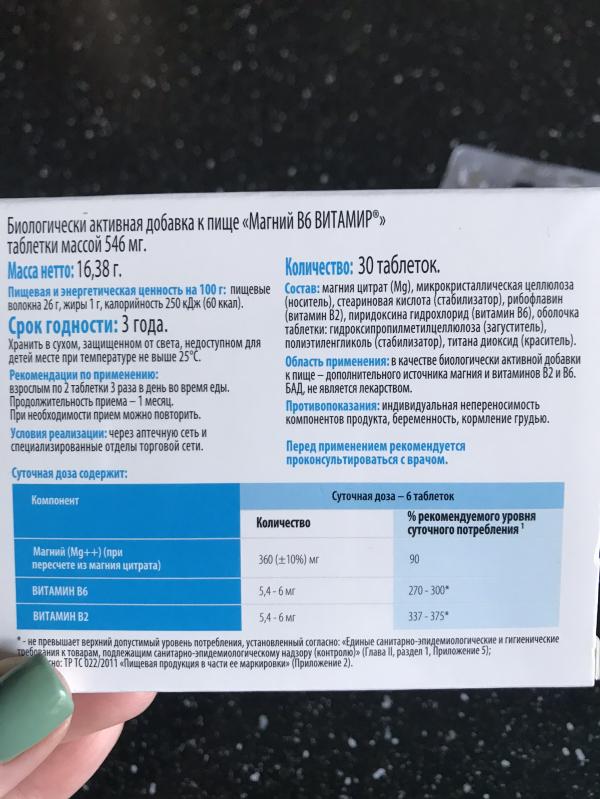 Биологически активная добавка к пище «Магний В6 ВИТАМИР®»
таблетки массой 546 мг.
Масса нетто: 16,38 г.
Пищевая и энергетическая ценность на 100 г: пищевые
волокна 26 г, жиры 1 г, калорийность 250 кДж (60 ккал).
Срок годности: 3 года.
Хранить в сухом, защищенном от света, недоступном для
детей месте при температуре не выше 25°С.
Рекомендации по применению:
взрослым по 2 таблетки 3 раза в день во время еды.
Продолжительность приема – 1 месяц.
При необходимости прием можно повторить.
Условия реализации: через аптечную сеть и
специализированные отделы торговой сети.
Количество: 30 таблеток.
Состав: магния цитрат (Mg), микрокристаллическая целлюлоза
(носитель), стеариновая кислота (стабилизатор), рибофлавин
(витамин В2), пиридоксина гидрохлорид (витамин В6), оболочка
таблетки: гидроксипропилметилцеллюлоза (загуститель),
полиэтиленгликоль (стабилизатор), титана диоксид (краситель).
Область применения: в качестве биологически активной добавки
к пище – дополнительного источника магния и витаминов В2 и В6.
БАД, не является лекарством.
Противопоказания: индивидуальная непереносимость
компонентов продукта, беременность, кормление грудью.
Перед применением рекомендуется
проконсультироваться с врачом.
Суточная доза содержит:
Компонент
Суточная доза – 6 таблеток
Количество
% рекомендуемого уровня
суточного потребления ¹
Магний (Mg++) (при
пересчете из магния цитрата)
360 (±10%) мг
90
ВИТАМИН В6
5,4 - 6 мг
270 - 300*
ВИТАМИН В2
5,4 - 6 мг
337 - 375*
* - не превышает верхний допустимый уровень потребления, установленный согласно: «Единые санитарно-эпидемиологические и гигиенические
требования к товарам, подлежащим санитарно-эпидемиологическому надзору (контролю)» (Глава II, раздел 1, Приложение 5);
сно: ТР ТС 022/2011 «Пищевая продукция в части ее маркировки» (Приложение 2).